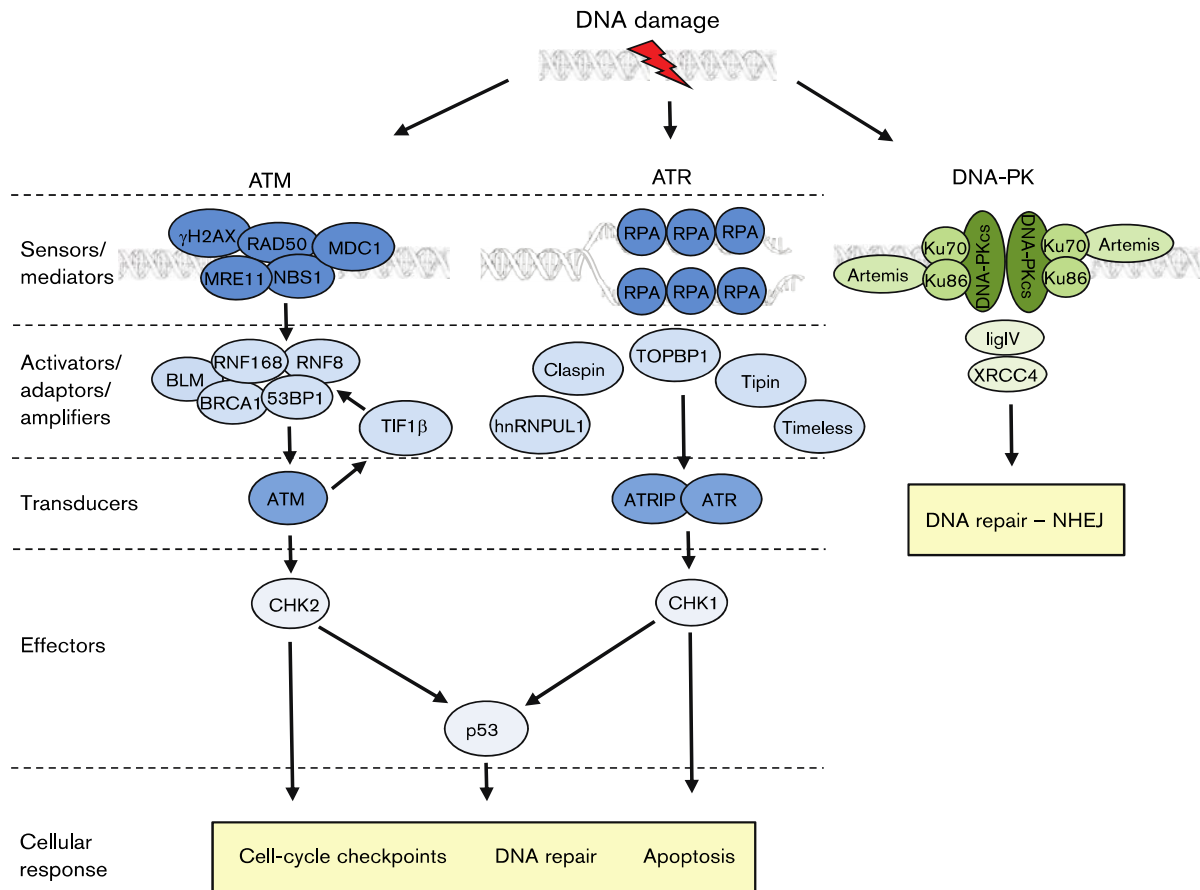 DNA damage
ATM
ATR
DNA-PK
Sensors/
mediators
γH2AX
RAD50
MDC1
MRE11
NBS1
RPA
RPA
RPA
RPA
RPA
RPA
Ku70
DNA-PKcs
DNA-PKcs
Ku70
Artemis
Artemis
Ku86
Ku86
ligIV
XRCC4
Activators/
adaptors/
amplifiers
RNF168
RNF8
BLM
BRCA1
53BP1
TIF1β
Claspin
TOPBP1
Tipin
hnRNPUL1
Timeless
Transducers
ATM
ATRIP
ATR
DNA repair – NHEJ
Effectors
CHK2
CHK1
p53
Cellular
response
Cell-cycle checkpoints DNA repair Apoptosis